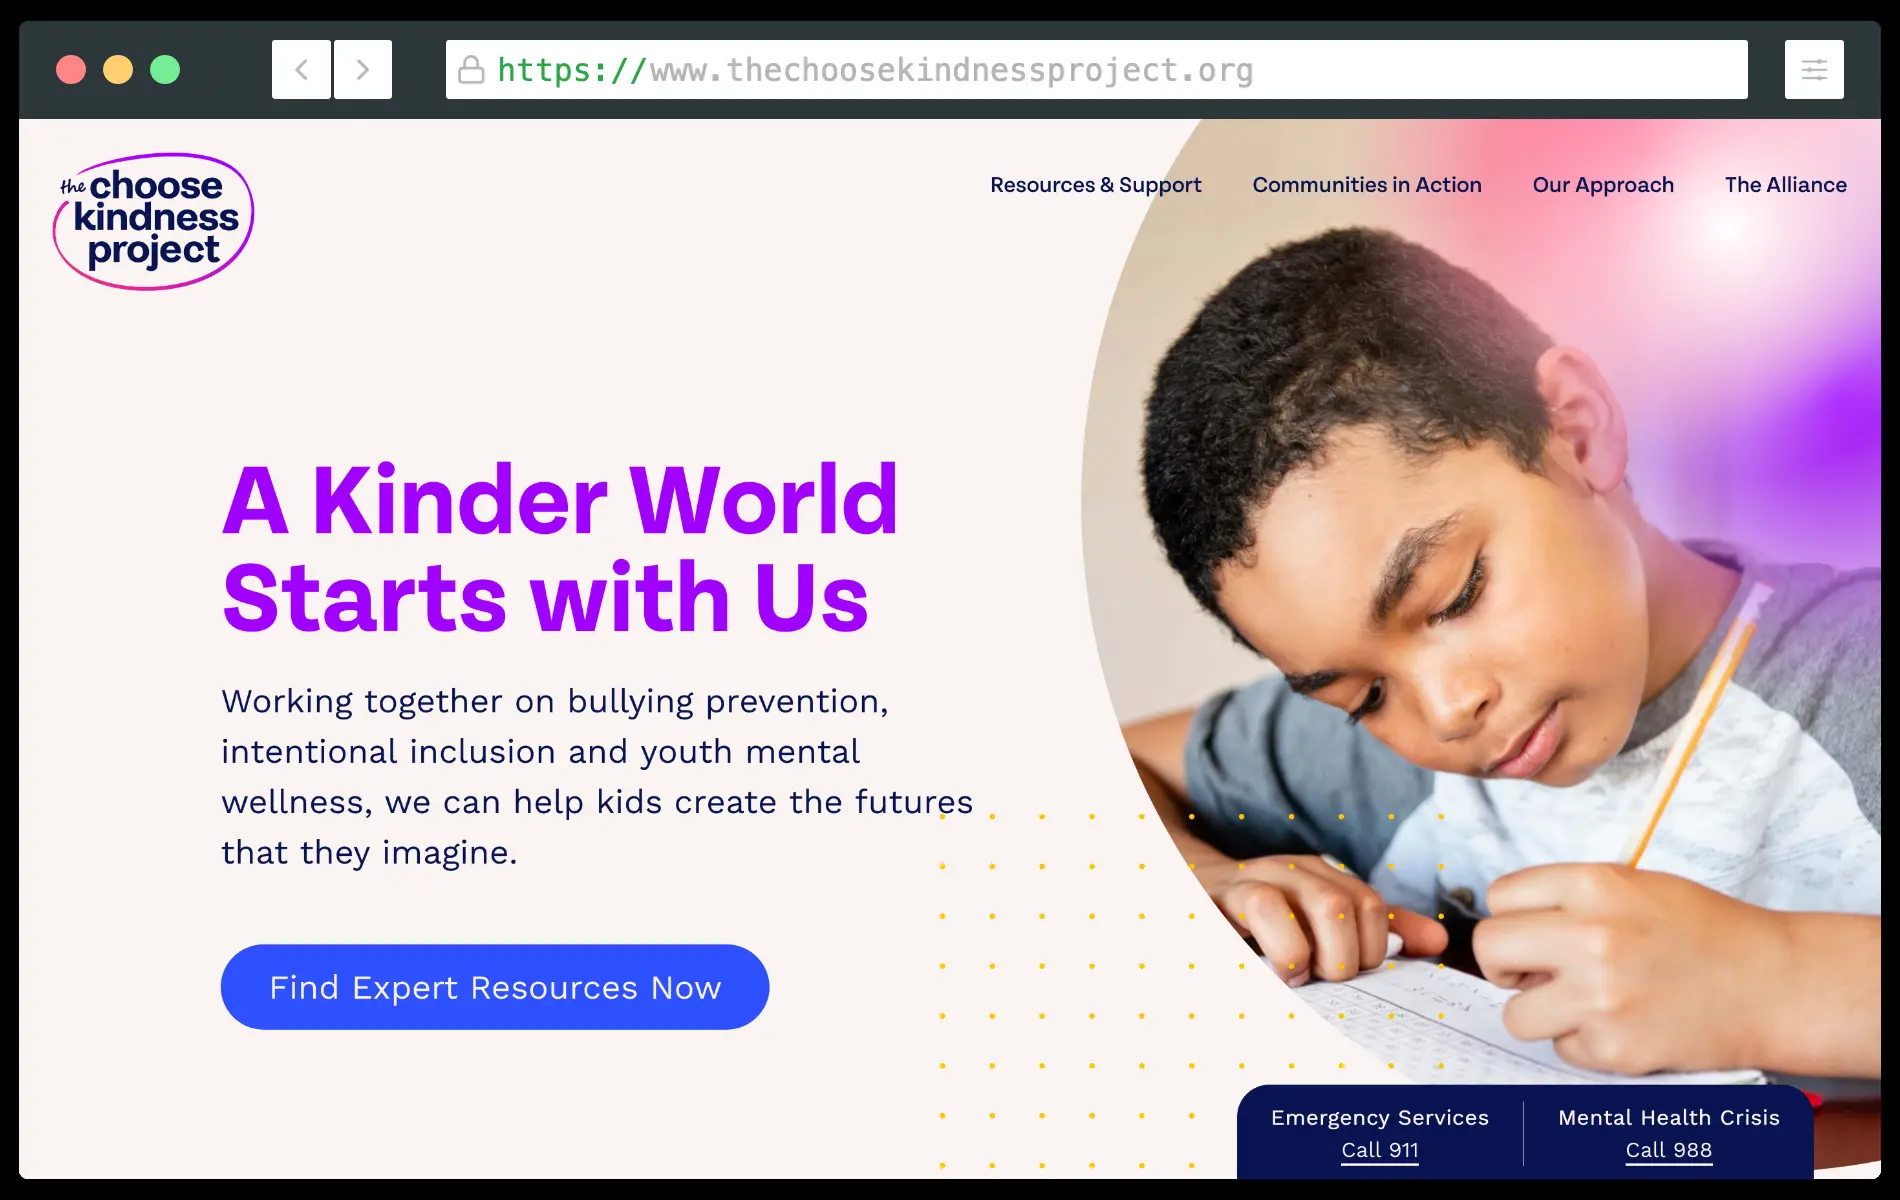 https://www.thechoosekindnessproject.org
the choose
kindness
project
Resources & Support
Communities in Action
Our Approach
The Alliance
A Kinder World
Starts with Us
Working together on bullying prevention,
intentional inclusion and youth mental
wellness, we can help kids create the futures
that they imagine.
Find Expert Resources Now
Emergency Services
Call 911
Mental Health Crisis
Call 988